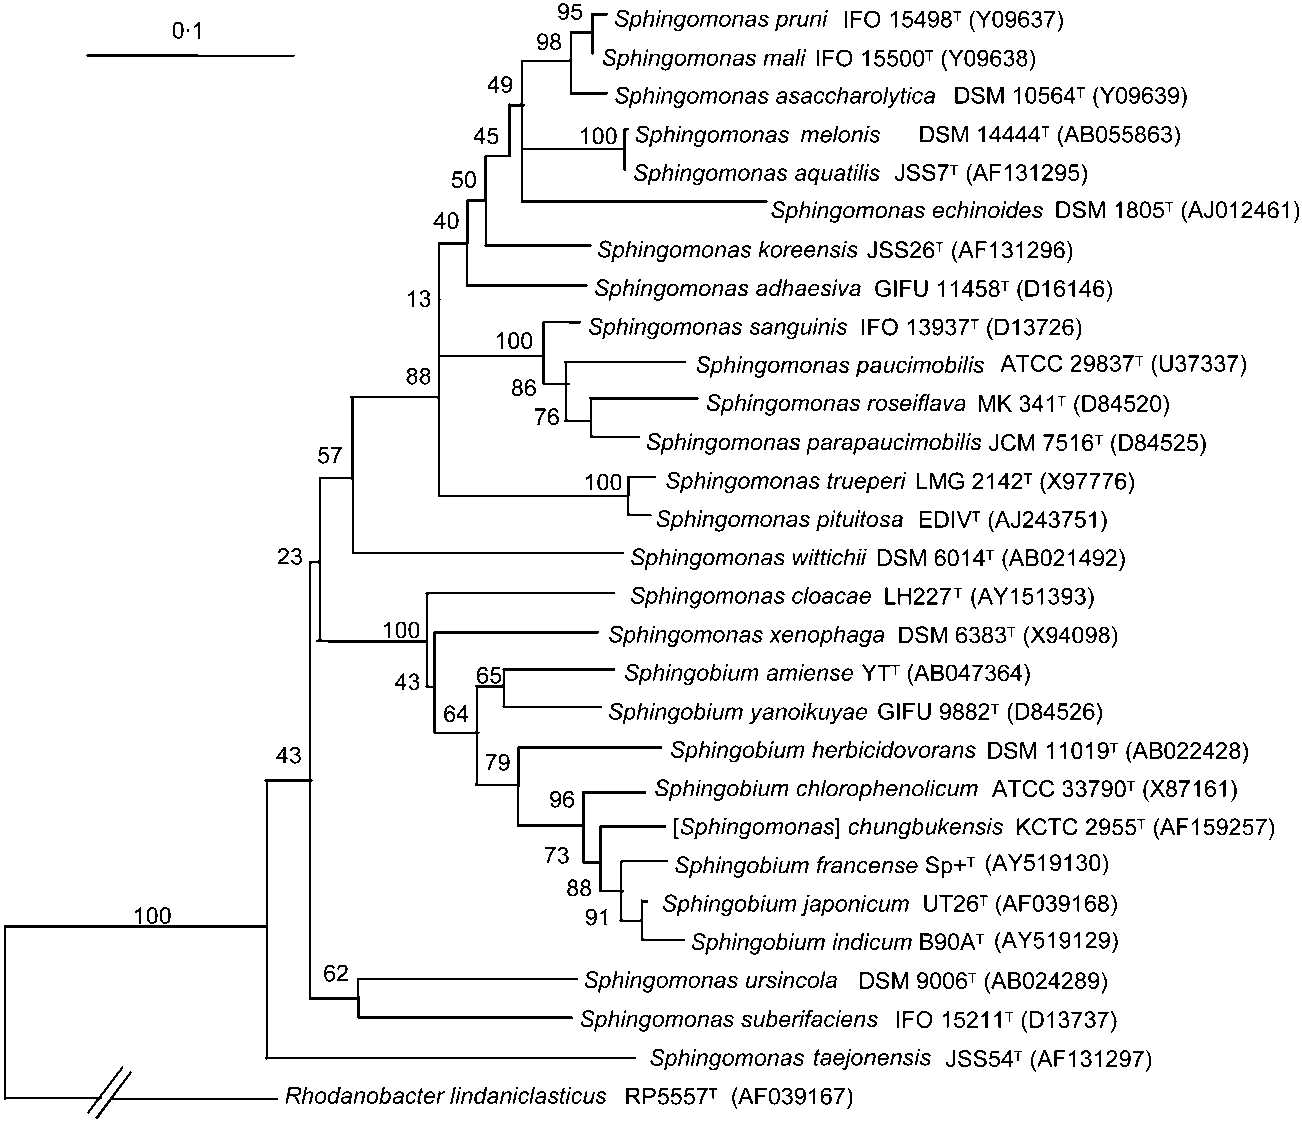 0·1
95
Sphingomonas pruni IFO 15498ᵀ (Y09637)
98
Sphingomonas mali IFO 15500ᵀ (Y09638)
49
Sphingomonas asaccharolytica DSM 10564ᵀ (Y09639)
45
100
Sphingomonas melonis DSM 14444ᵀ (AB055863)
Sphingomonas aquatilis JSS7ᵀ (AF131295)
50
Sphingomonas echinoides DSM 1805ᵀ (AJ012461)
40
Sphingomonas koreensis JSS26ᵀ (AF131296)
Sphingomonas adhaesiva GIFU 11458ᵀ (D16146)
13
Sphingomonas sanguinis IFO 13937ᵀ (D13726)
100
Sphingomonas paucimobilis ATCC 29837ᵀ (U37337)
88
86
Sphingomonas roseiflava MK 341ᵀ (D84520)
76
Sphingomonas parapaucimobilis JCM 7516ᵀ (D84525)
57
100
Sphingomonas trueperi LMG 2142ᵀ (X97776)
Sphingomonas pituitosa EDIVᵀ (AJ243751)
23
Sphingomonas wittichii DSM 6014ᵀ (AB021492)
Sphingomonas cloacae LH227ᵀ (AY151393)
100
Sphingomonas xenophaga DSM 6383ᵀ (X94098)
43
65
Sphingobium amiense YTᵀ (AB047364)
64
Sphingobium yanoikuyae GIFU 9882ᵀ (D84526)
43
79
Sphingobium herbicidovorans DSM 11019ᵀ (AB022428)
96
Sphingobium chlorophenolicum ATCC 33790ᵀ (X87161)
[Sphingomonas] chungbukensis KCTC 2955ᵀ (AF159257)
73
Sphingobium francense Sp+ᵀ (AY519130)
88
Sphingobium japonicum UT26ᵀ (AF039168)
91
100
Sphingobium indicum B90Aᵀ (AY519129)
62
Sphingomonas ursincola DSM 9006ᵀ (AB024289)
Sphingomonas suberifaciens IFO 15211ᵀ (D13737)
Sphingomonas taejonensis JSS54ᵀ (AF131297)
Rhodanobacter lindaniclasticus RP5557ᵀ (AF039167)